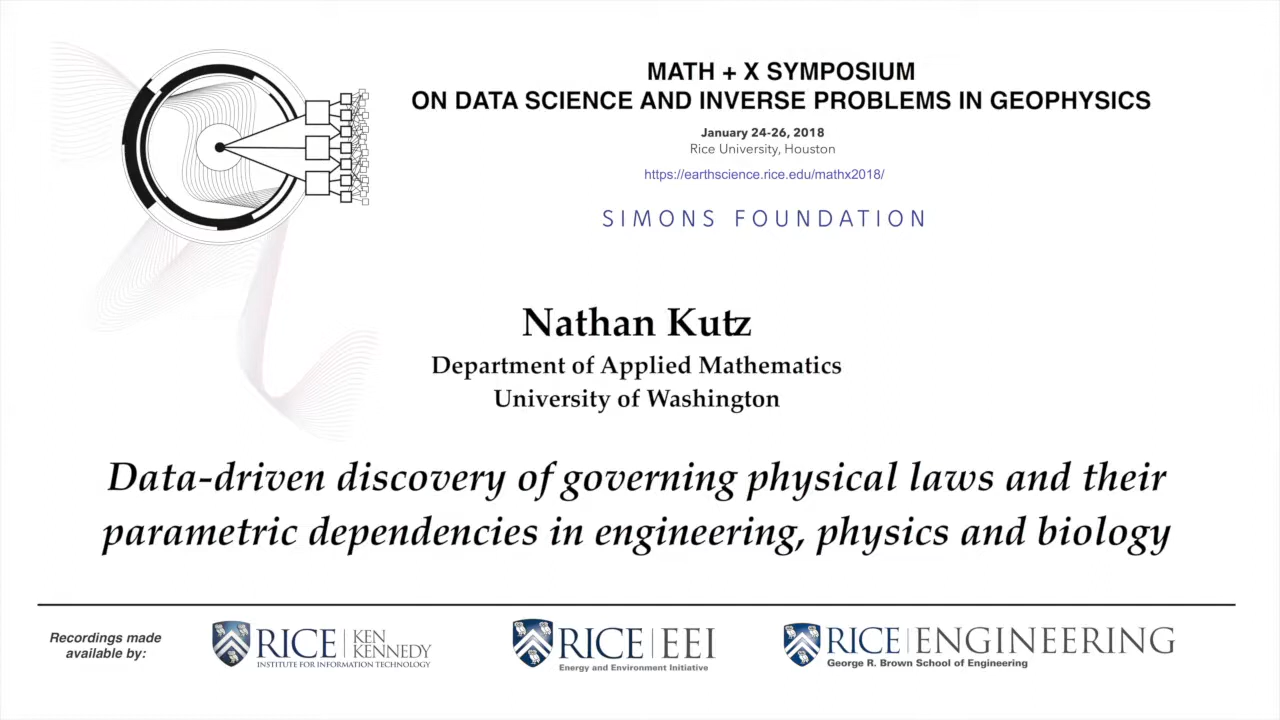 MATH + X SYMPOSIUM
ON DATA SCIENCE AND INVERSE PROBLEMS IN GEOPHYSICS
January 24-26, 2018
Rice University, Houston
https://earthscience.rice.edu/mathx2018/
SIMONS FOUNDATION
Nathan Kutz
Department of Applied Mathematics
University of Washington
Data-driven discovery of governing physical laws and their
parametric dependencies in engineering, physics and biology
Recordings made
available by:
RICE KEN
KENNEDY
INSTITUTE FOR INFORMATION TECHNOLOGY
RICE EEI
Energy and Environment Initiative
RICE ENGINEERING
George R. Brown School of Engineering